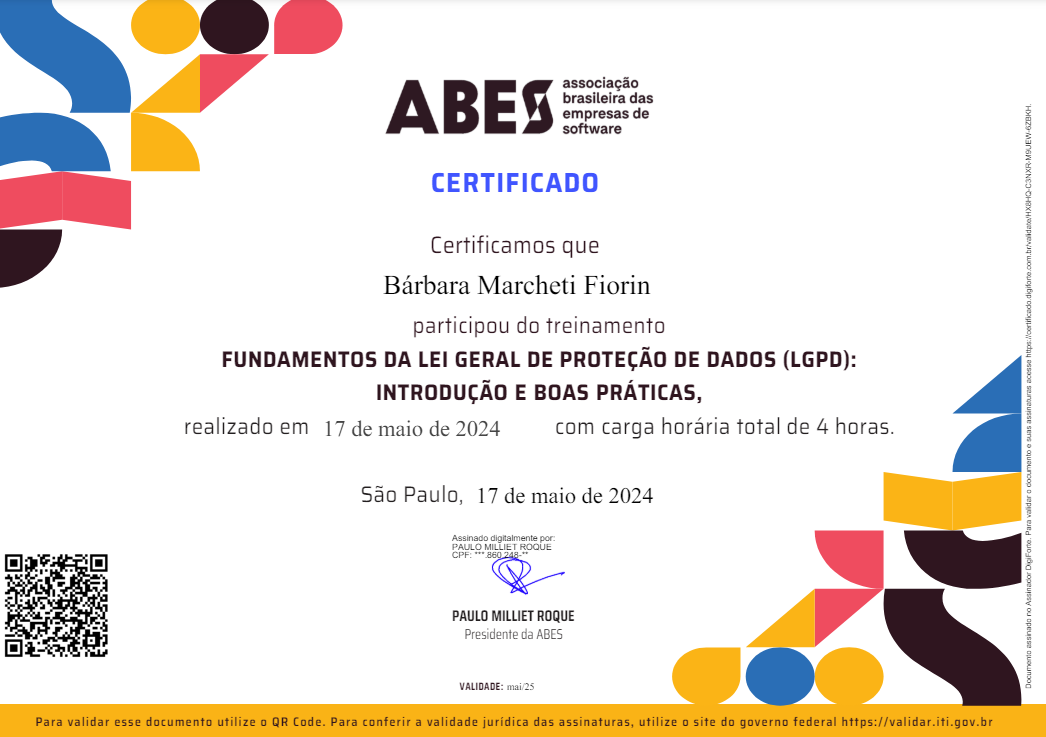 ABES
associação
brasileira das
empresas de
software
CERTIFICADO
Certificamos que
Bárbara Marcheti Fiorin
participou do treinamento
FUNDAMENTOS DA LEI GERAL DE PROTEÇÃO DE DADOS (LGPD):
INTRODUÇÃO E BOAS PRÁTICAS,
realizado em 17 de maio de 2024 com carga horária total de 4 horas.
São Paulo, 17 de maio de 2024
Assinado digitalmente por:
PAULO MILLIET ROQUE
CPF: ***.860.248-**
PAULO MILLIET ROQUE
Presidente da ABES
VALIDADE: mai/25
Para validar esse documento utilize o QR Code. Para conferir a validade jurídica das assinaturas, utilize o site do governo federal https://validar.iti.gov.br
Documento assinado no Assinador DigiForte. Para validar o documento e suas assinaturas acesse https://certificado.digiforte.com.br/validate/HX8HQ-C3NXR-M9UEW-6ZBKH.